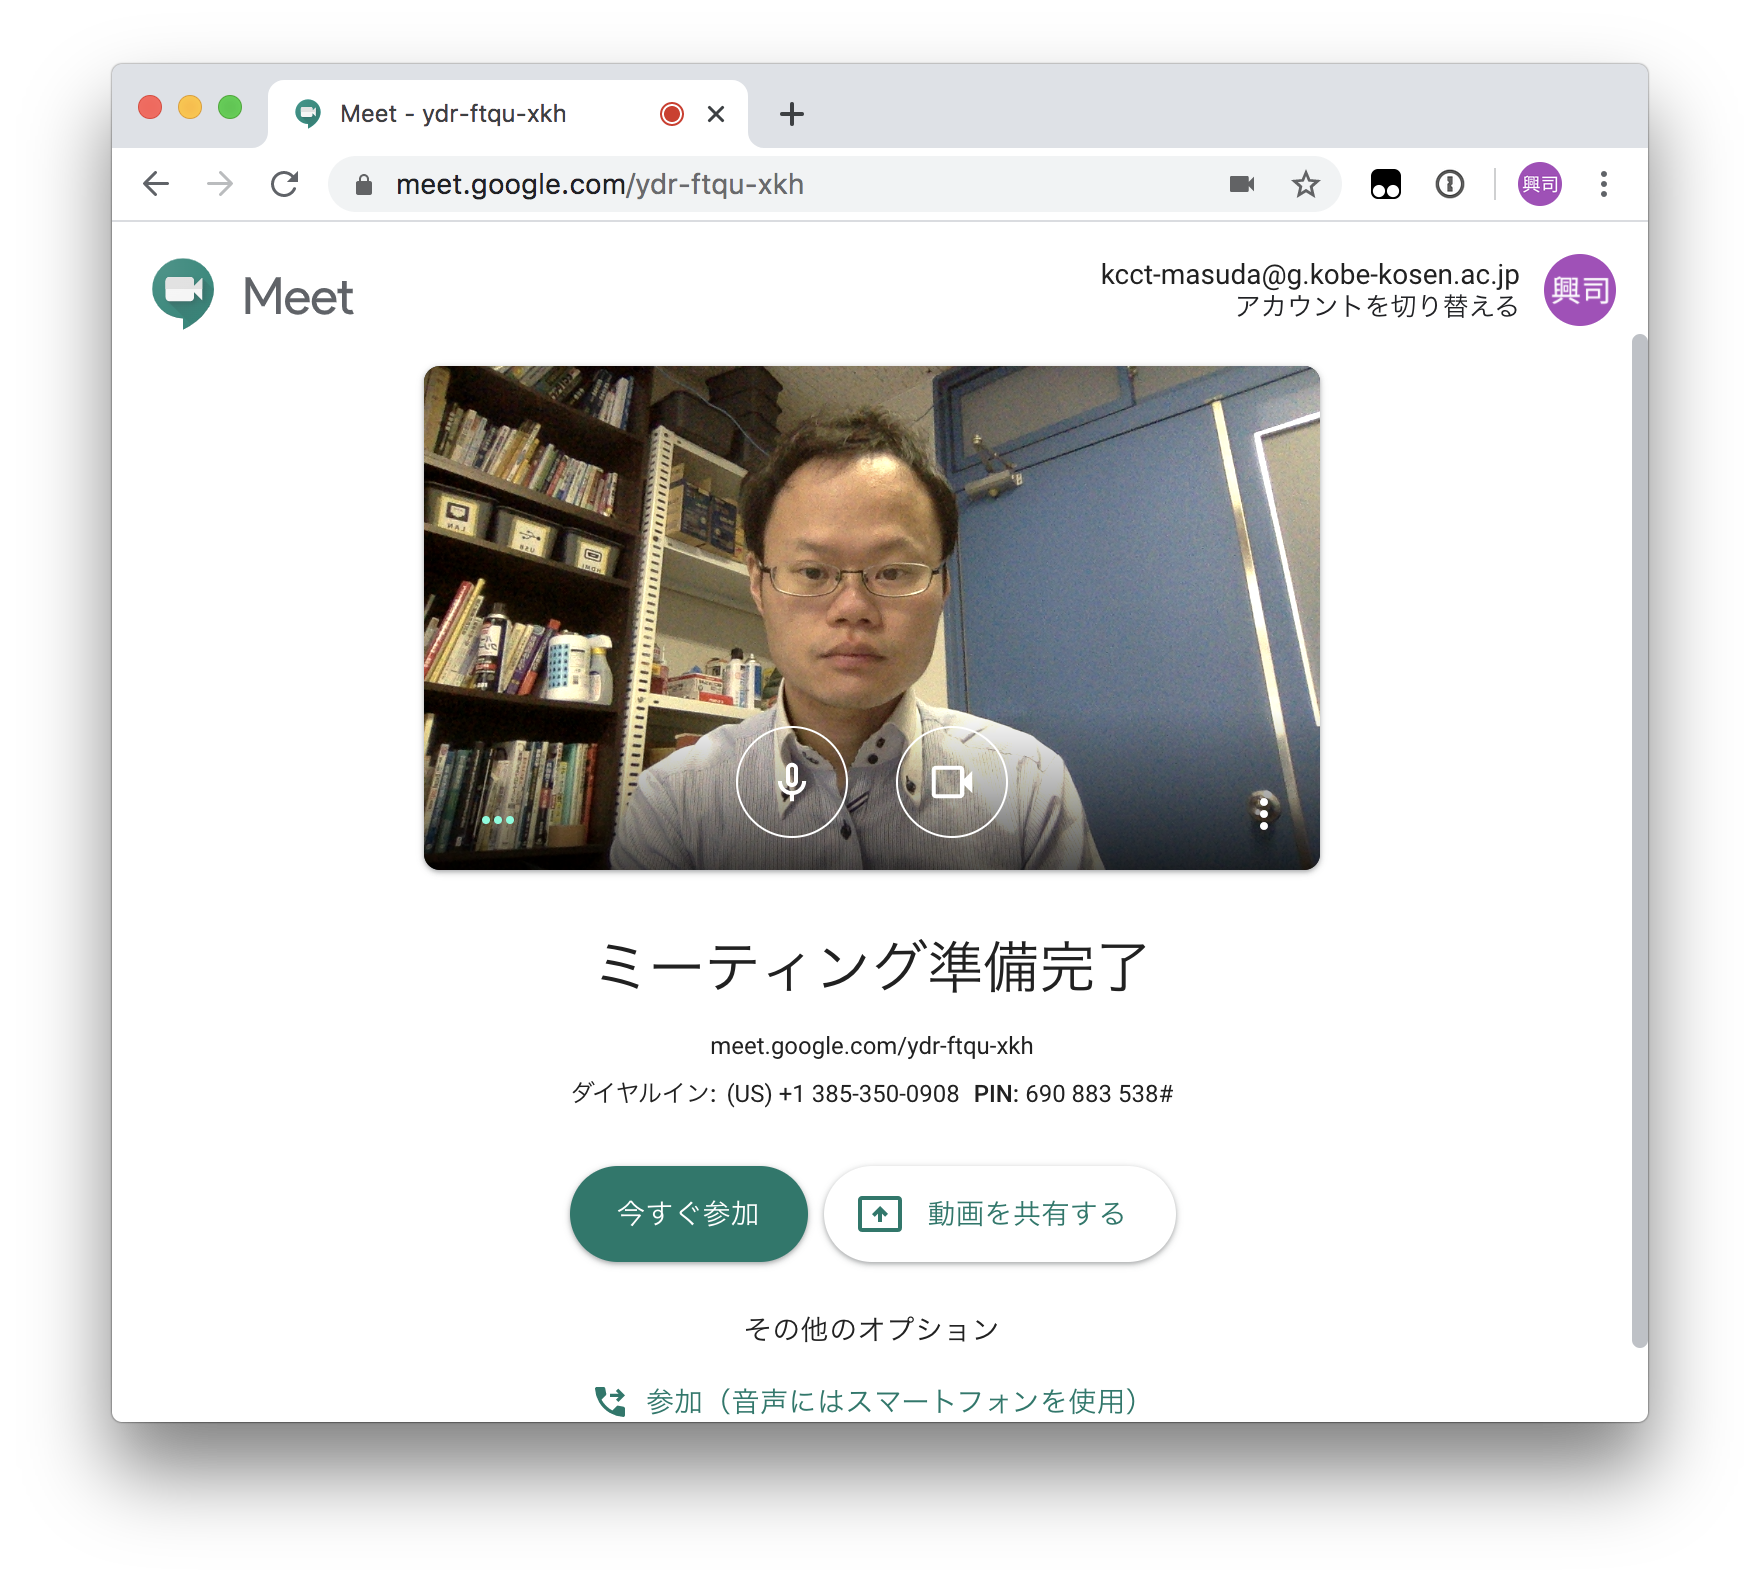 Meet - ydr-ftqu-xkh
meet.google.com/ydr-ftqu-xkh
興司
Meet
kcct-masuda@g.kobe-kosen.ac.jp
アカウントを切り替える
興司
LAN
USB
HDMI
ミーティング準備完了
meet.google.com/ydr-ftqu-xkh
ダイヤルイン: (US) +1 385-350-0908 PIN: 690 883 538#
今すぐ参加
動画を共有する
その他のオプション
参加（音声にはスマートフォンを使用）